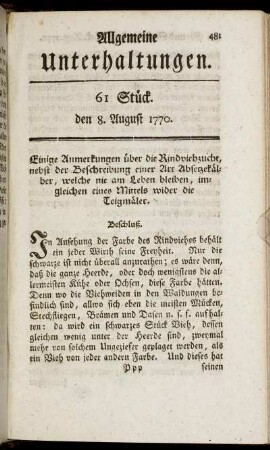 Allgemeine
481
Unterhaltungen.
61 Stück.
den 8. August 1770.
Einige Anmerkungen über die Rindviehzucht,
nebst der Beschreibung einer Art Absetzekäl-
ber, welche nie am Leben bleiben, im-
gleichen eines Mittels wider die
Teigmäler.
Beschluß.
In Ansehung der Farbe des Rindviehes behält
ein jeder Wirth seine Freyheit. Nur die
schwarze ist nicht überall anzurathen; es wäre denn,
daß die ganze Heerde, oder doch wenigstens die al-
lermeisten Kühe oder Ochsen, diese Farbe hätten.
Denn wo die Viehweiden in den Waldungen be-
findlich sind, allwo sich eben die meisten Mücken,
Stechfliegen, Brämen und Dasen u. s. f. aufhal-
ten: da wird ein schwarzes Stück Vieh, dessen
gleichen wenig unter der Heerde sind, zweymal
mehr von solchem Ungeziefer geplaget werden, als
ein Vieh von jeder andern Farbe. Und dieses hat
Ppp
seinen